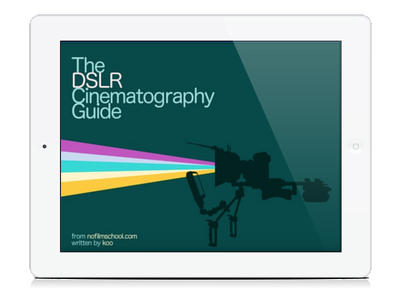 The
DSLR
Cinematography
Guide
from nofilmschool.com
written by koo